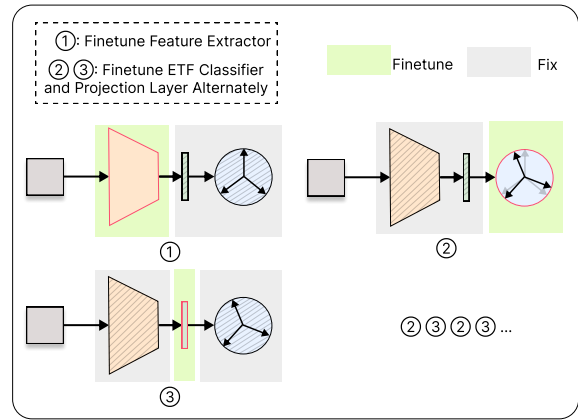 ①: Finetune Feature Extractor
② ③: Finetune ETF Classifier
and Projection Layer Alternately
Finetune
Fix
①
②
③
② ③ ② ③ ...